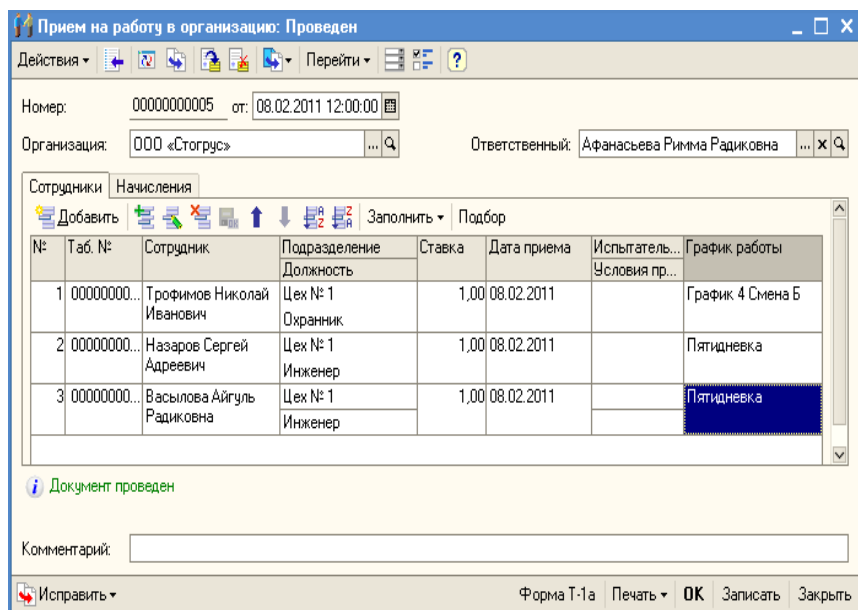 Прием на работу в организацию: Проведен
Действия Перейти ?
Номер: 00000000005 от: 08.02.2011 12:00:00
Организация: ООО «Стогрус» ... Ответственный: Афанасьева Римма Радиковна ... x
Сотрудники Начисления
Добавить Заполнить Подбор
№ Таб. № Сотрудник Подразделение Ставка Дата приема Испытатель... График работы
Должность Условия пр...
1 00000000... Трофимов Николай Цех № 1 1,00 08.02.2011 График 4 Смена Б
Иванович Охранник
2 00000000... Назаров Сергей Цех № 1 1,00 08.02.2011 Пятидневка
Адреевич Инженер
3 00000000... Васылова Айгуль Цех № 1 1,00 08.02.2011 Пятидневка
Радиковна Инженер
Документ проведен
Комментарий:
Исправить Форма Т-1а Печать OK Записать Закрыть